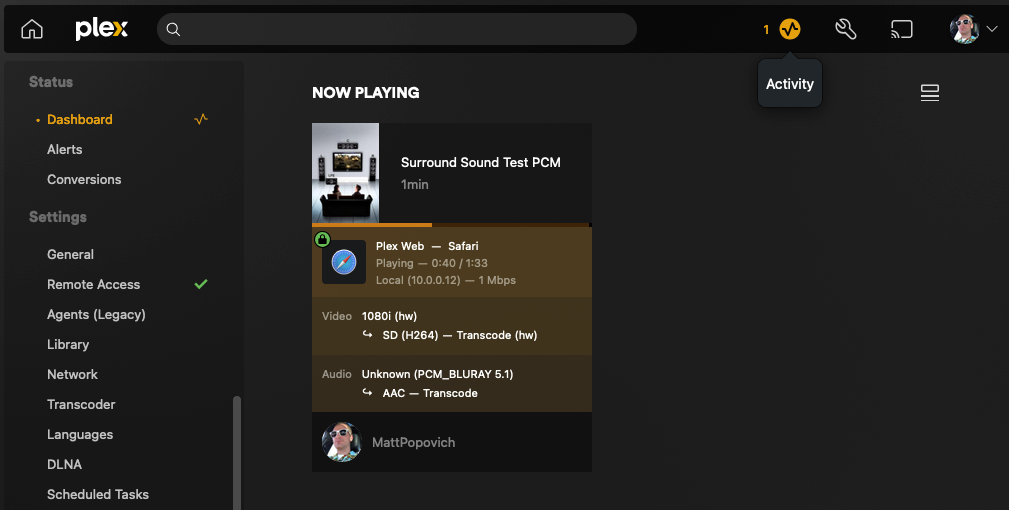 plex
1
Activity
Status
Dashboard
Alerts
Conversions
Settings
General
Remote Access
Agents (Legacy)
Library
Network
Transcoder
Languages
DLNA
Scheduled Tasks
NOW PLAYING
Surround Sound Test PCM
1min
Plex Web — Safari
Playing — 0:40 / 1:33
Local (10.0.0.12) — 1 Mbps
Video 1080i (hw)
↪ SD (H264) — Transcode (hw)
Audio Unknown (PCM_BLURAY 5.1)
↪ AAC — Transcode
MattPopovich